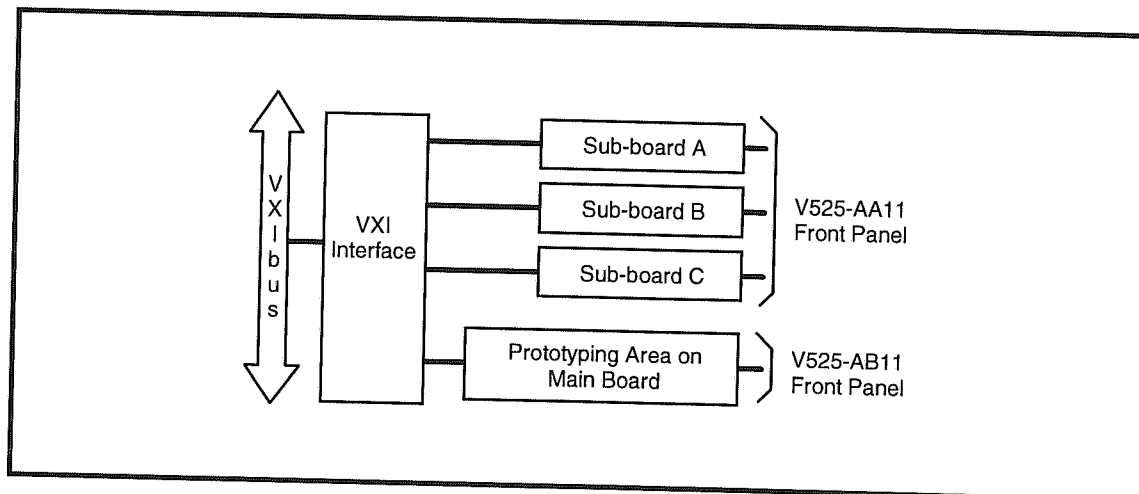 VXIbus
VXI
Interface
Sub-board A
Sub-board B
Sub-board C
V525-AA11
Front Panel
Prototyping Area on
Main Board
V525-AB11
Front Panel